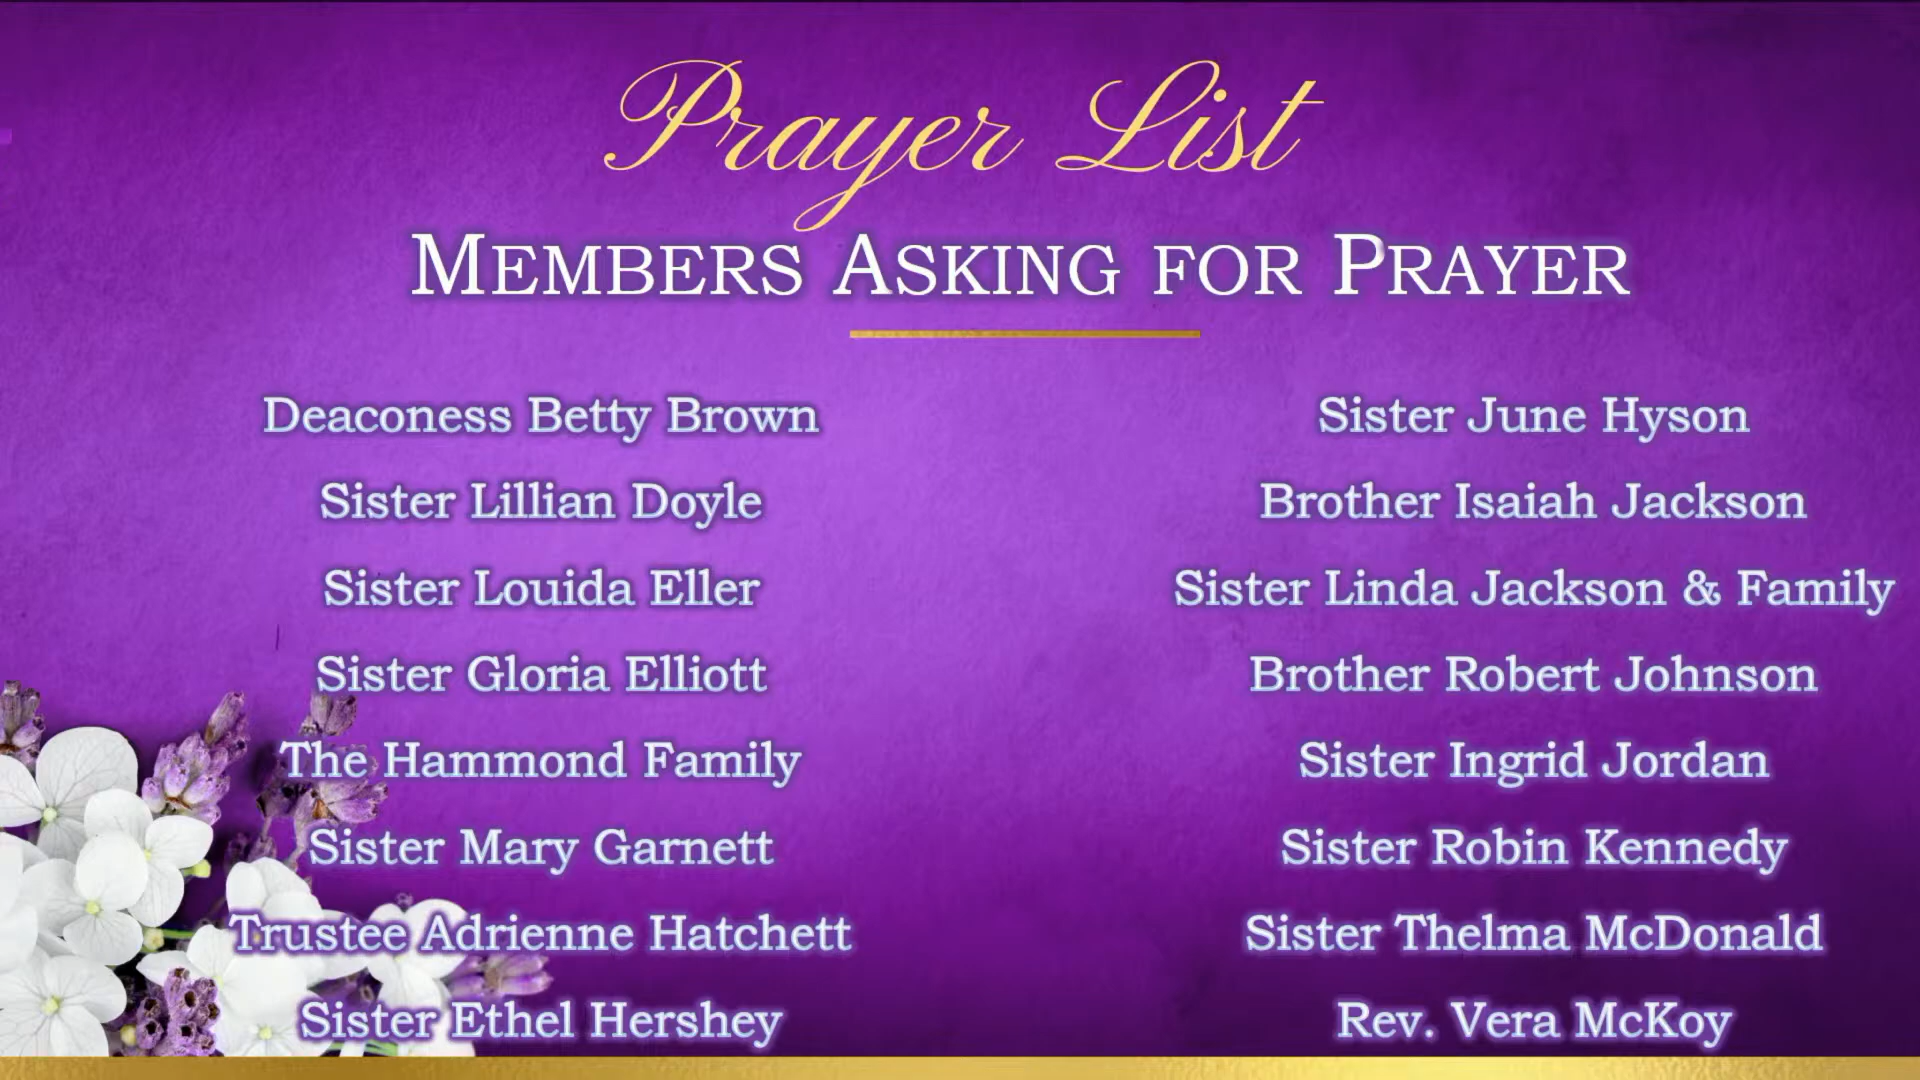 Prayer List
Members Asking for Prayer
Deaconess Betty Brown
Sister Lillian Doyle
Sister Louida Eller
Sister Gloria Elliott
The Hammond Family
Sister Mary Garnett
Trustee Adrienne Hatchett
Sister Ethel Hershey
Sister June Hyson
Brother Isaiah Jackson
Sister Linda Jackson & Family
Brother Robert Johnson
Sister Ingrid Jordan
Sister Robin Kennedy
Sister Thelma McDonald
Rev. Vera McKoy